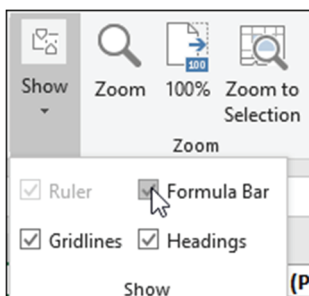 Show Zoom 100% Zoom to Selection
100
Zoom
Ruler Formula Bar
Gridlines Headings
Show
(P